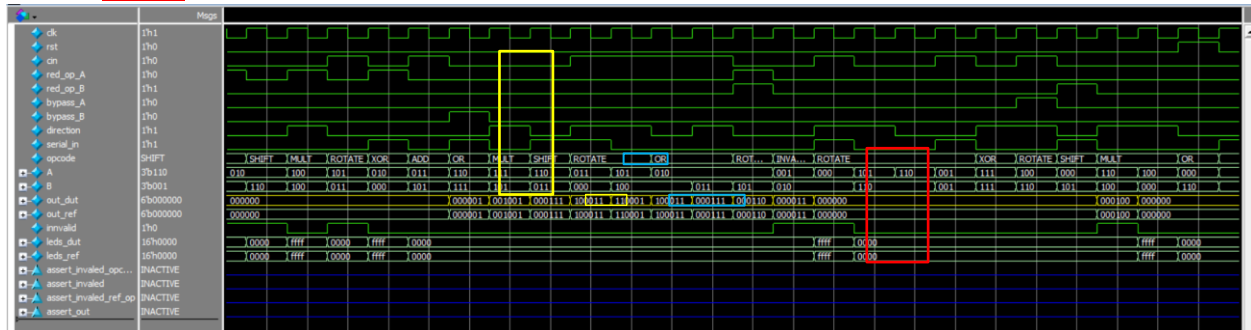 Msgs
clk 1'h1
rst 1'h0
cin 1'h0
red_op_A 1'h0
red_op_B 1'h1
bypass_A 1'h0
bypass_B 1'h0
direction 1'h1
serial_in 1'h1
opcode SHIFT SHIFT MULT ROTATE XOR ADD OR MULT SHIFT ROTATE OR ROT... INVA... ROTATE XOR ROTATE SHIFT MULT OR
A 3'b110 010 100 101 010 011 110 111 110 011 101 010 001 000 101 110 001 111 100 000 110 100 000
B 3'b001 110 100 011 000 101 111 101 011 000 100 011 101 010 110 001 111 110 101 100 000 110
out_dut 6'b000000 000000 000001 001001 000111 100011 110001 100011 000111 000110 000011 000000 000100 000000
out_ref 6'b000000 000000 000001 001001 000111 100011 110001 100011 000111 000110 000011 000000 000100 000000
innvalid 1'h0
leds_dut 16'h0000 0000 ffff 0000 ffff 0000 ffff 0000 ffff 0000
leds_ref 16'h0000 0000 ffff 0000 ffff 0000 ffff 0000 ffff 0000
assert_invaled_opc... INACTIVE
assert_invaled INACTIVE
assert_invaled_ref_op INACTIVE
assert_out INACTIVE